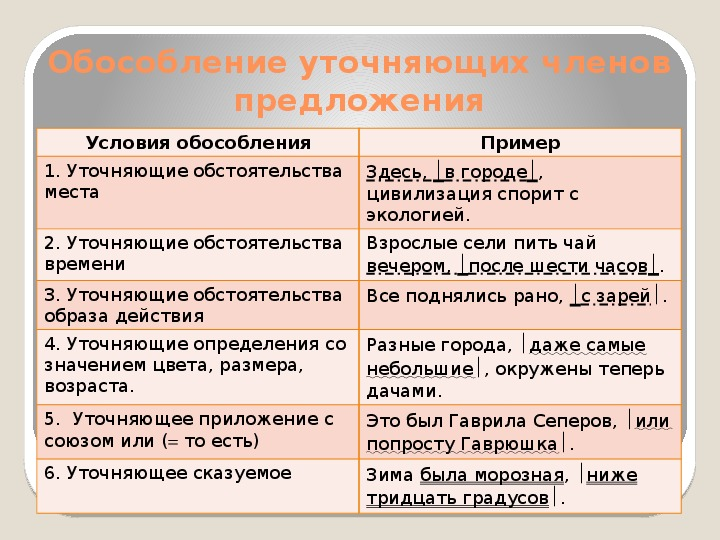 Обособление уточняющих членов
предложения
Условия обособления
Пример
1. Уточняющие обстоятельства
места
Здесь, |в городе|,
цивилизация спорит с
экологией.
2. Уточняющие обстоятельства
времени
Взрослые сели пить чай
вечером, |после шести часов|.
3. Уточняющие обстоятельства
образа действия
Все поднялись рано, |с зарей|.
4. Уточняющие определения со
значением цвета, размера,
возраста.
Разные города, |даже самые
небольшие|, окружены теперь
дачами.
5. Уточняющее приложение с
союзом или (= то есть)
Это был Гаврила Сеперов, |или
попросту Гаврюшка|.
6. Уточняющее сказуемое
Зима была морозная, |ниже
тридцать градусов|.